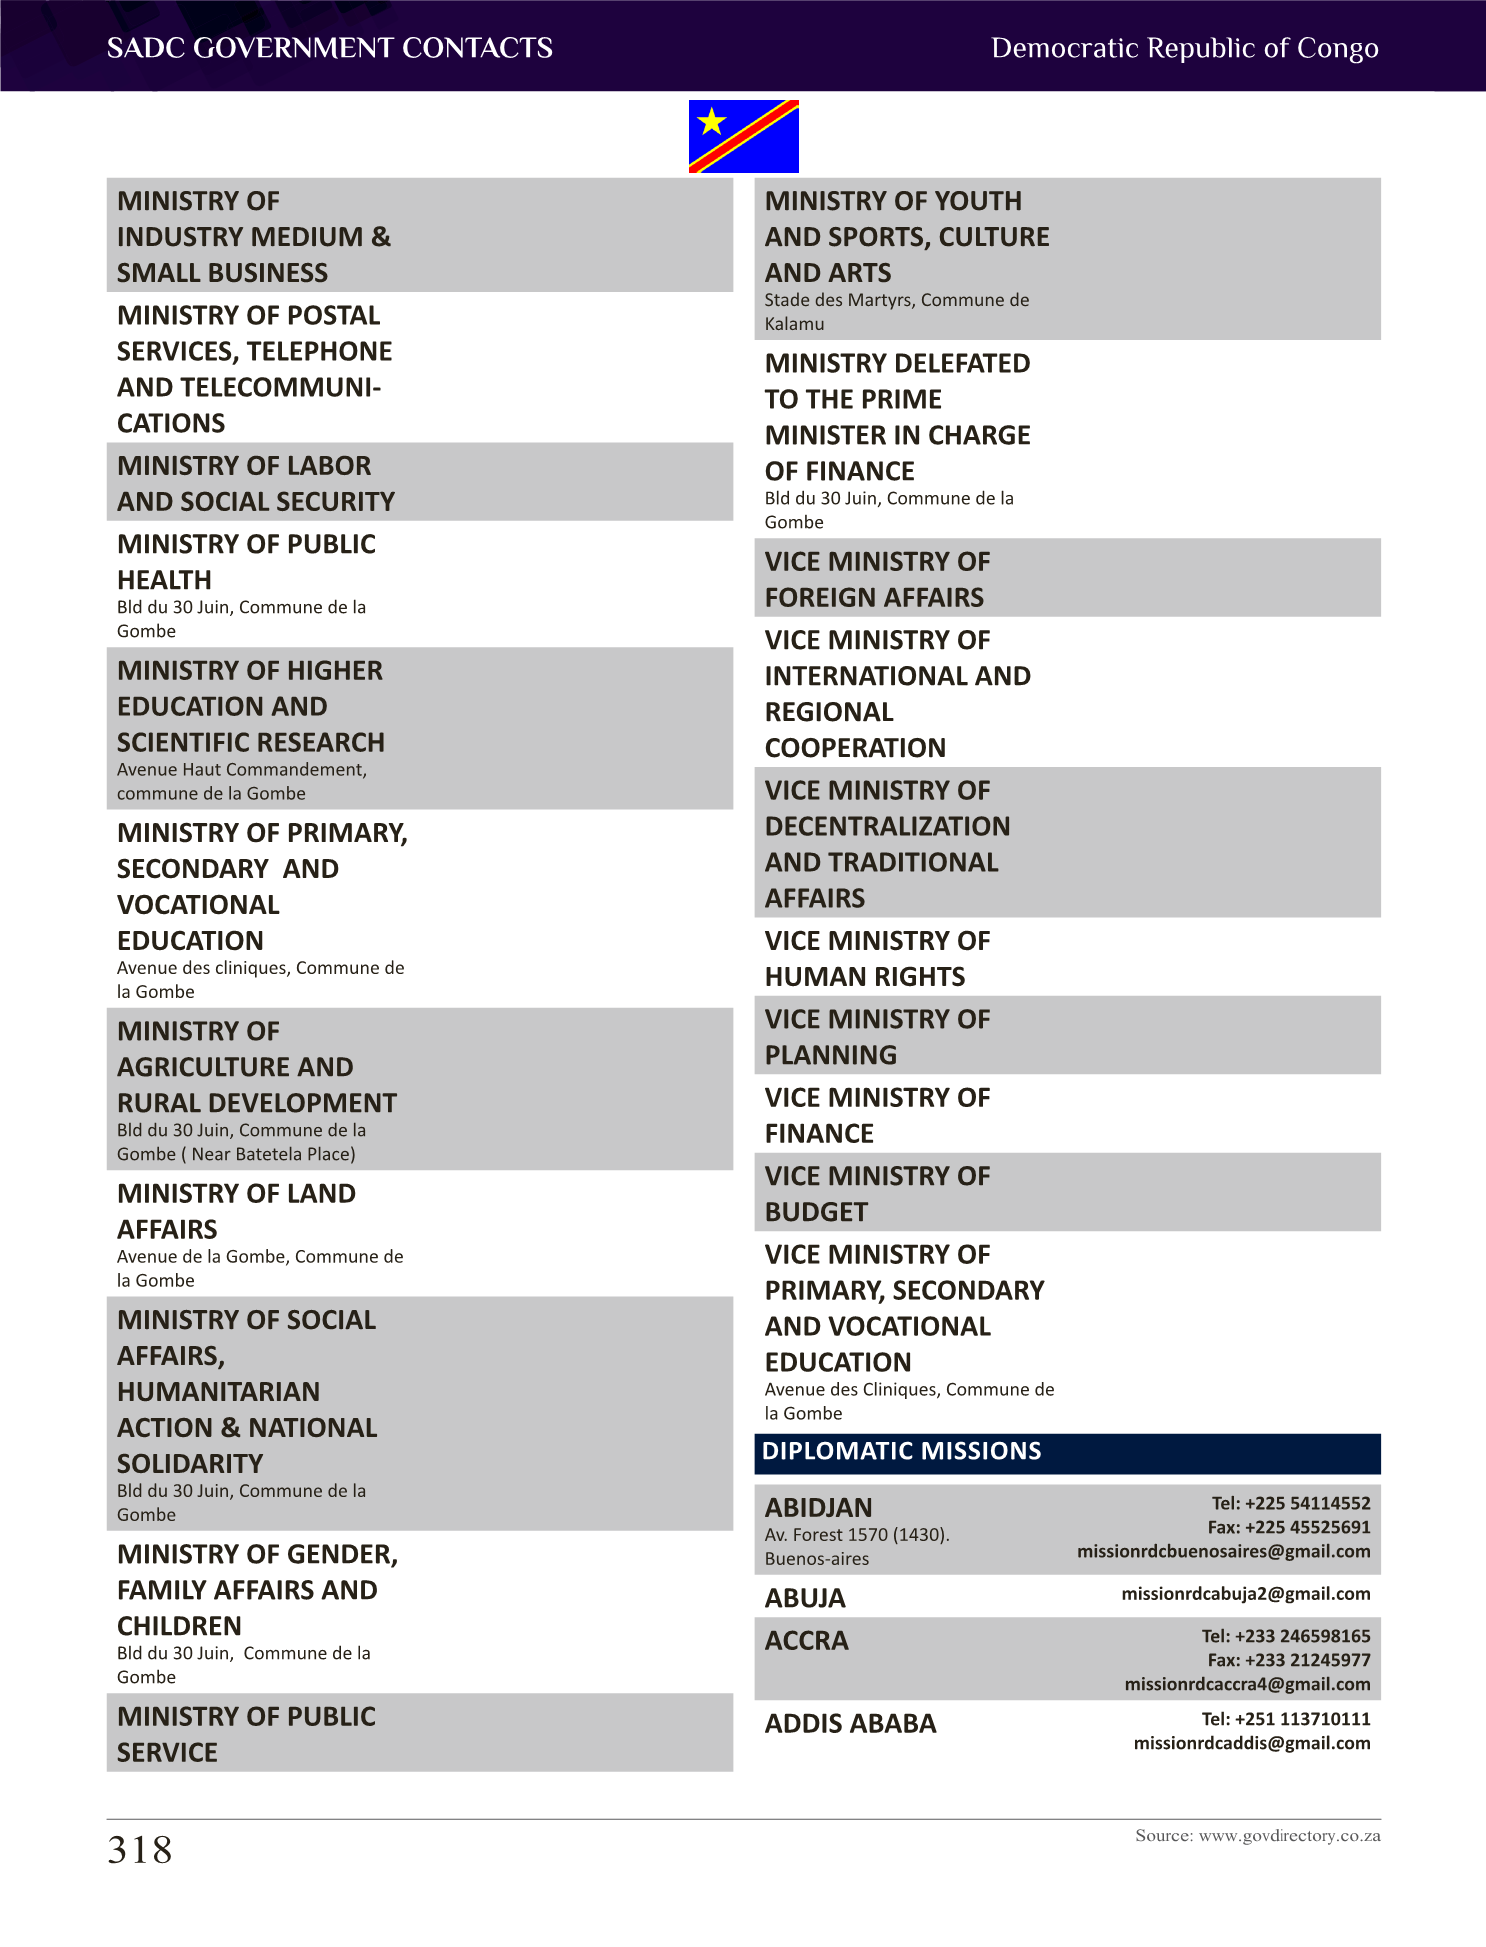 SADC GOVERNMENT CONTACTS
Democratic Republic of Congo
MINISTRY OF
INDUSTRY MEDIUM &
SMALL BUSINESS
MINISTRY OF POSTAL
SERVICES, TELEPHONE
AND TELECOMMUNI-
CATIONS
MINISTRY OF LABOR
AND SOCIAL SECURITY
MINISTRY OF PUBLIC
HEALTH
Bld du 30 Juin, Commune de la
Gombe
MINISTRY OF HIGHER
EDUCATION AND
SCIENTIFIC RESEARCH
Avenue Haut Commandement,
commune de la Gombe
MINISTRY OF PRIMARY,
SECONDARY  AND
VOCATIONAL
EDUCATION
Avenue des cliniques, Commune de
la Gombe
MINISTRY OF
AGRICULTURE AND
RURAL DEVELOPMENT
Bld du 30 Juin, Commune de la
Gombe ( Near Batetela Place)
MINISTRY OF LAND
AFFAIRS
Avenue de la Gombe, Commune de
la Gombe
MINISTRY OF SOCIAL
AFFAIRS,
HUMANITARIAN
ACTION & NATIONAL
SOLIDARITY
Bld du 30 Juin, Commune de la
Gombe
MINISTRY OF GENDER,
FAMILY AFFAIRS AND
CHILDREN
Bld du 30 Juin,  Commune de la
Gombe
MINISTRY OF PUBLIC
SERVICE
MINISTRY OF YOUTH
AND SPORTS, CULTURE
AND ARTS
Stade des Martyrs, Commune de
Kalamu
MINISTRY DELEFATED
TO THE PRIME
MINISTER IN CHARGE
OF FINANCE
Bld du 30 Juin, Commune de la
Gombe
VICE MINISTRY OF
FOREIGN AFFAIRS
VICE MINISTRY OF
INTERNATIONAL AND
REGIONAL
COOPERATION
VICE MINISTRY OF
DECENTRALIZATION
AND TRADITIONAL
AFFAIRS
VICE MINISTRY OF
HUMAN RIGHTS
VICE MINISTRY OF
PLANNING
VICE MINISTRY OF
FINANCE
VICE MINISTRY OF
BUDGET
VICE MINISTRY OF
PRIMARY, SECONDARY
AND VOCATIONAL
EDUCATION
Avenue des Cliniques, Commune de
la Gombe
DIPLOMATIC MISSIONS
ABIDJAN
Av. Forest 1570 (1430).
Buenos-aires
Tel: +225 54114552
Fax: +225 45525691
missionrdcbuenosaires@gmail.com
ABUJA
missionrdcabuja2@gmail.com
ACCRA
Tel: +233 246598165
Fax: +233 21245977
missionrdcaccra4@gmail.com
ADDIS ABABA
Tel: +251 113710111
missionrdcaddis@gmail.com
318
Source: www.govdirectory.co.za